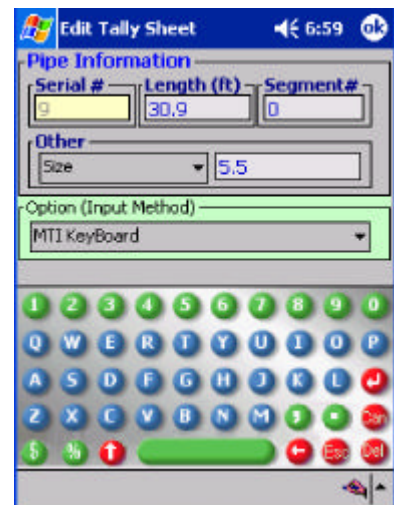 Edit Tally Sheet 6:59 ok
Pipe Information
Serial # Length (ft) Segment#
9 30.9 0
Other
Size 5.5
Option (Input Method)
MTI KeyBoard
1 2 3 4 5 6 7 8 9 0
Q W E R T Y U I O P
A S D F G H J K L
Z X C V B N M , . Can
$ % Esc Del